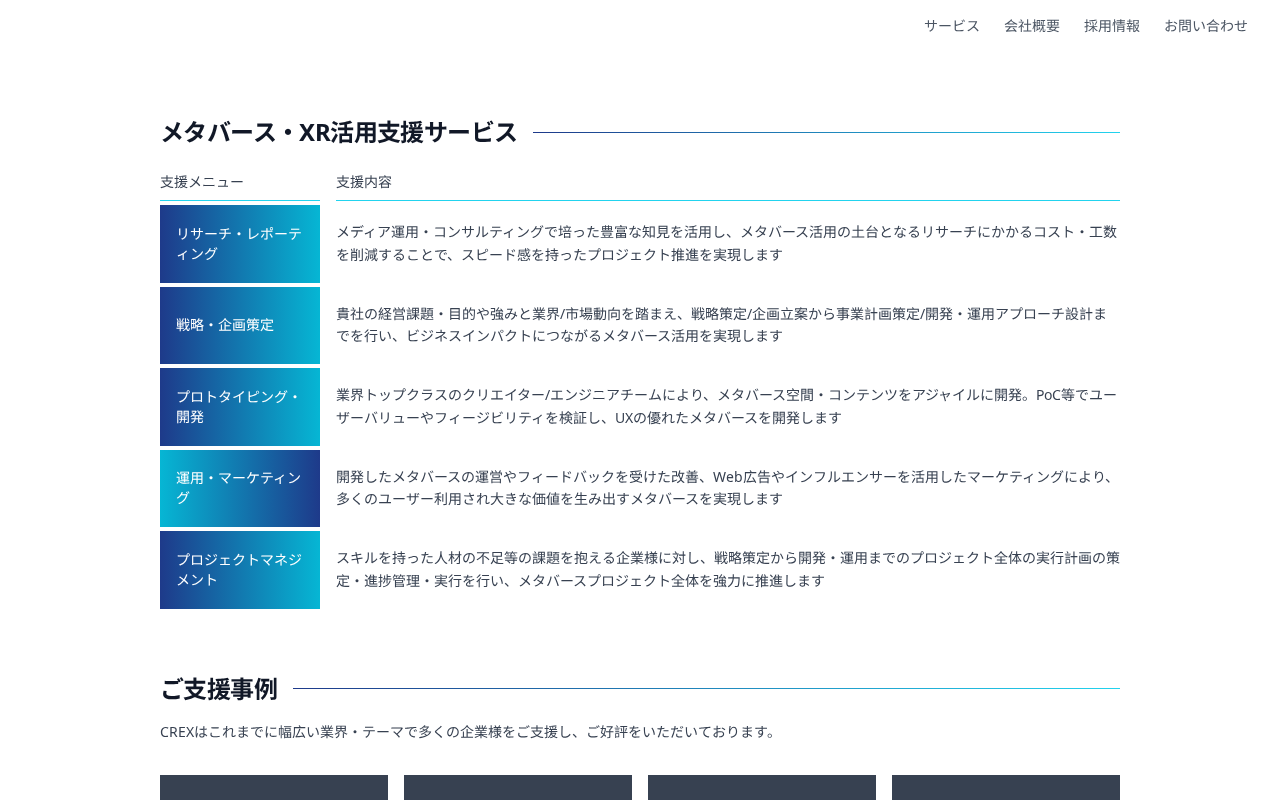 サービス 会社概要 採用情報 お問い合わせ
メタバース・XR活用支援サービス
支援メニュー 支援内容
リサーチ・レポーテ
ィング
メディア運用・コンサルティングで培った豊富な知見を活用し、メタバース活用の土台となるリサーチにかかるコスト・工数
を削減することで、スピード感を持ったプロジェクト推進を実現します
戦略・企画策定
貴社の経営課題・目的や強みと業界/市場動向を踏まえ、戦略策定/企画立案から事業計画策定/開発・運用アプローチ設計ま
でを行い、ビジネスインパクトにつながるメタバース活用を実現します
プロトタイピング・
開発
業界トップクラスのクリエイター/エンジニアチームにより、メタバース空間・コンテンツをアジャイルに開発。PoC等でユー
ザーバリューやフィージビリティを検証し、UXの優れたメタバースを開発します
運用・マーケティン
グ
開発したメタバースの運営やフィードバックを受けた改善、Web広告やインフルエンサーを活用したマーケティングにより、
多くのユーザー利用され大きな価値を生み出すメタバースを実現します
プロジェクトマネジ
メント
スキルを持った人材の不足等の課題を抱える企業様に対し、戦略策定から開発・運用までのプロジェクト全体の実行計画の策
定・進捗管理・実行を行い、メタバースプロジェクト全体を強力に推進します
ご支援事例
CREXはこれまでに幅広い業界・テーマで多くの企業様をご支援し、ご好評をいただいております。